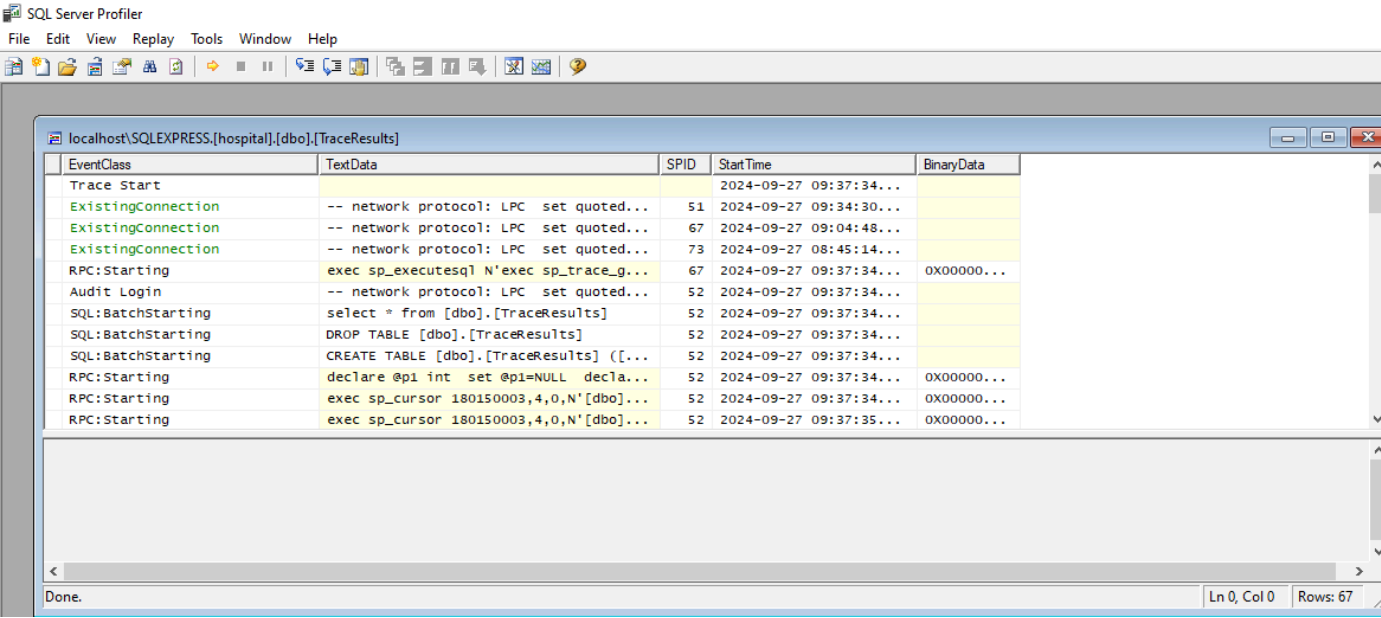 SQL Server Profiler
File Edit View Replay Tools Window Help
localhost\SQLEXPRESS.[hospital].[dbo].[TraceResults]
EventClass TextData SPID StartTime BinaryData
Trace Start 2024-09-27 09:37:34...
ExistingConnection -- network protocol: LPC set quoted... 51 2024-09-27 09:34:30...
ExistingConnection -- network protocol: LPC set quoted... 67 2024-09-27 09:04:48...
ExistingConnection -- network protocol: LPC set quoted... 73 2024-09-27 08:45:14...
RPC:Starting exec sp_executesql N'exec sp_trace_g... 67 2024-09-27 09:37:34... 0X00000...
Audit Login -- network protocol: LPC set quoted... 52 2024-09-27 09:37:34...
SQL:BatchStarting select * from [dbo].[TraceResults] 52 2024-09-27 09:37:34...
SQL:BatchStarting DROP TABLE [dbo].[TraceResults] 52 2024-09-27 09:37:34...
SQL:BatchStarting CREATE TABLE [dbo].[TraceResults] ([... 52 2024-09-27 09:37:34...
RPC:Starting declare @p1 int set @p1=NULL decla... 52 2024-09-27 09:37:34... 0X00000...
RPC:Starting exec sp_cursor 180150003,4,0,N'[dbo]... 52 2024-09-27 09:37:34... 0X00000...
RPC:Starting exec sp_cursor 180150003,4,0,N'[dbo]... 52 2024-09-27 09:37:35... 0X00000...
Done. Ln 0, Col 0 Rows: 67